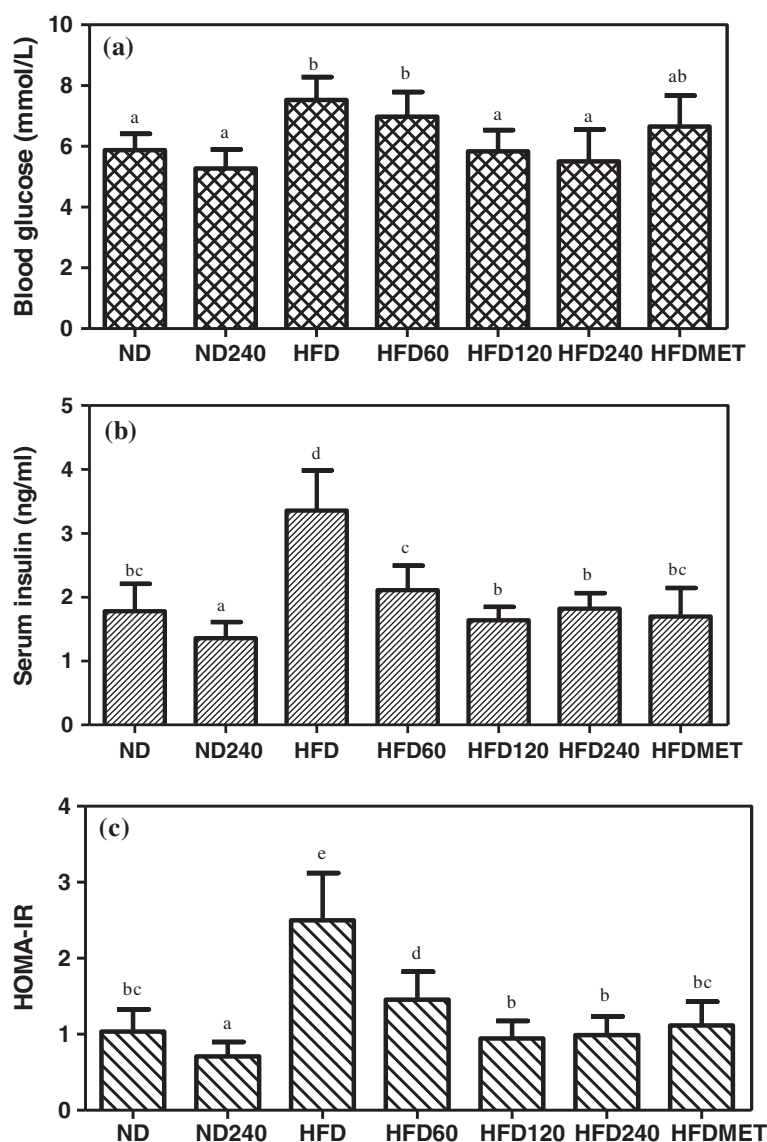 (a)
Blood glucose (mmol/L)
10
8
6
4
2
0
a
a
b
b
a
a
ab
ND ND240 HFD HFD60 HFD120 HFD240 HFDMET
(b)
Serum insulin (ng/ml)
5
4
3
2
1
0
bc
a
d
c
b
b
bc
ND ND240 HFD HFD60 HFD120 HFD240 HFDMET
(c)
HOMA-IR
4
3
2
1
0
bc
a
e
d
b
b
bc
ND ND240 HFD HFD60 HFD120 HFD240 HFDMET